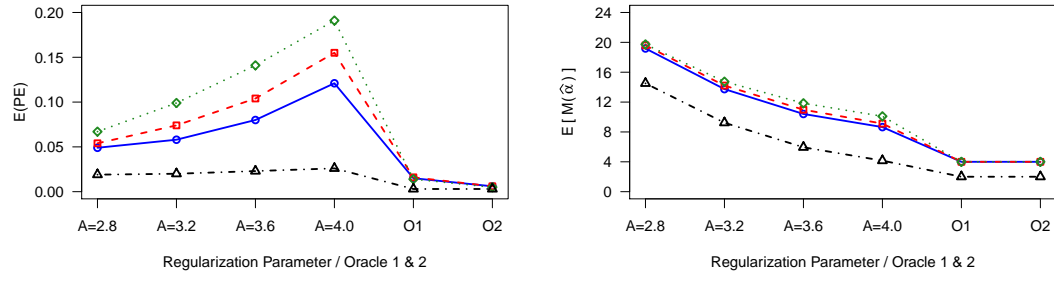 E(PE)
0.20
0.15
0.10
0.05
0.00
A=2.8 A=3.2 A=3.6 A=4.0 O1 O2
Regularization Parameter / Oracle 1 & 2
E [ M(α̂) ]
24
20
16
12
8
4
0
A=2.8 A=3.2 A=3.6 A=4.0 O1 O2
Regularization Parameter / Oracle 1 & 2